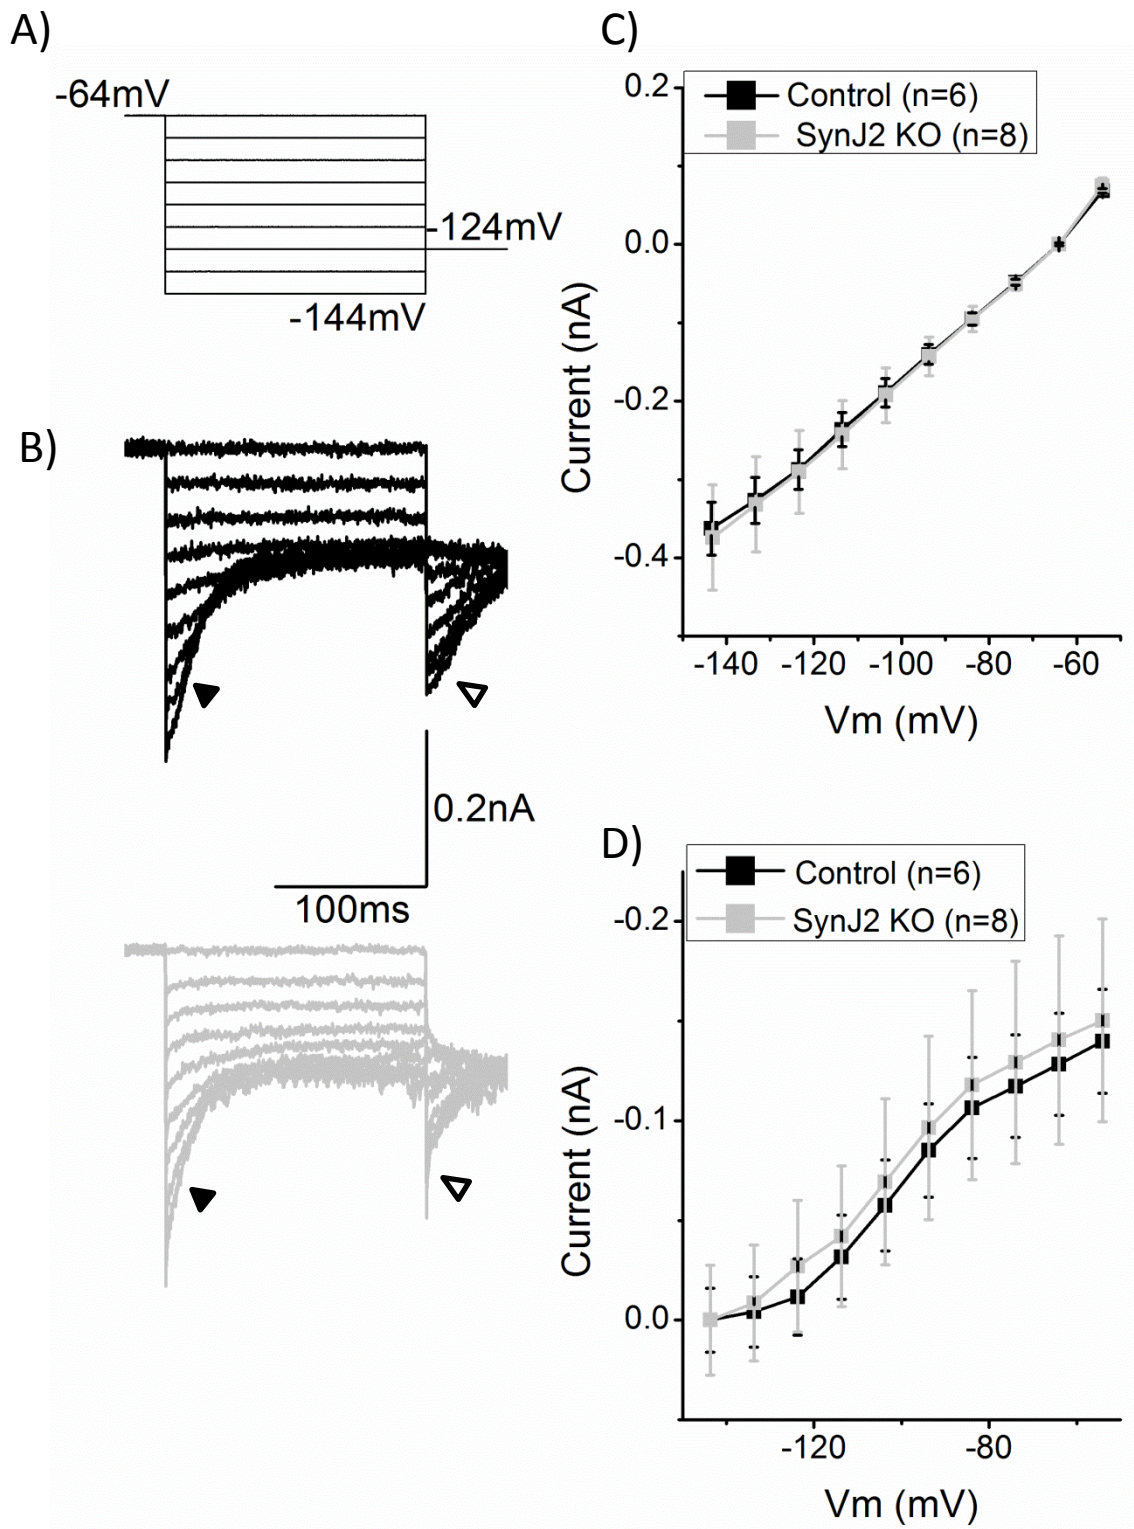 A)
-64mV
-124mV
-144mV
B)
0.2nA
100ms
C)
Control (n=6)
SynJ2 KO (n=8)
0.2
0.0
-0.2
-0.4
Current (nA)
-140 -120 -100 -80 -60
Vm (mV)
D)
Control (n=6)
SynJ2 KO (n=8)
-0.2
-0.1
0.0
Current (nA)
-120 -80
Vm (mV)